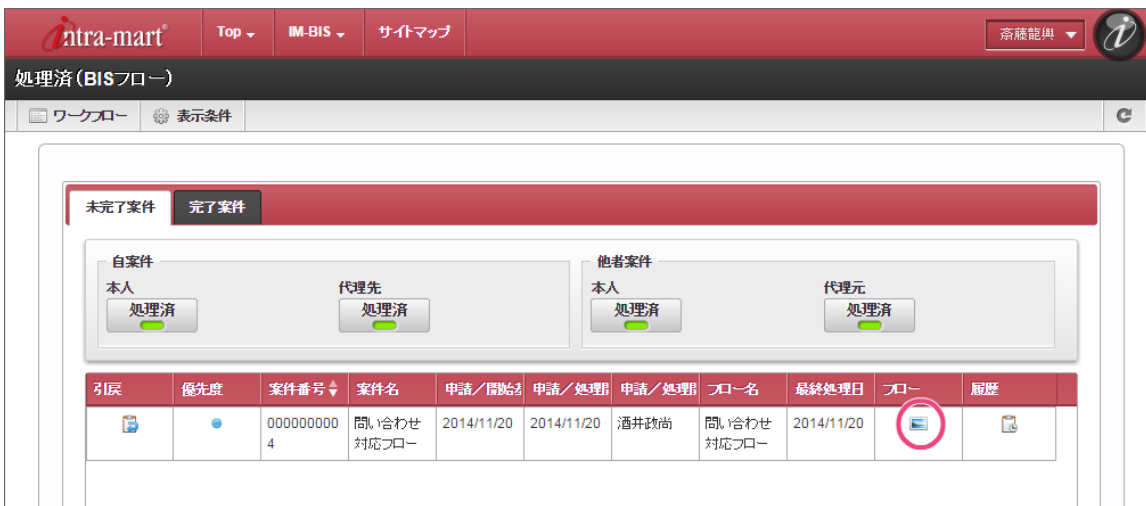 intra-mart® Top IM-BIS サイトマップ 斎藤龍興
処理済(BISフロー)
ワークフロー 表示条件
未完了案件 完了案件
自案件 他者案件
本人 代理先 本人 代理元
処理済 処理済 処理済 処理済
引戻 優先度 案件番号 案件名 申請/開始 申請/処理 申請/処理 フロー名 最終処理日 フロー 履歴
000000000 問い合わせ 2014/11/20 2014/11/20 酒井政尚 問い合わせ 2014/11/20
4 対応フロー 対応フロー